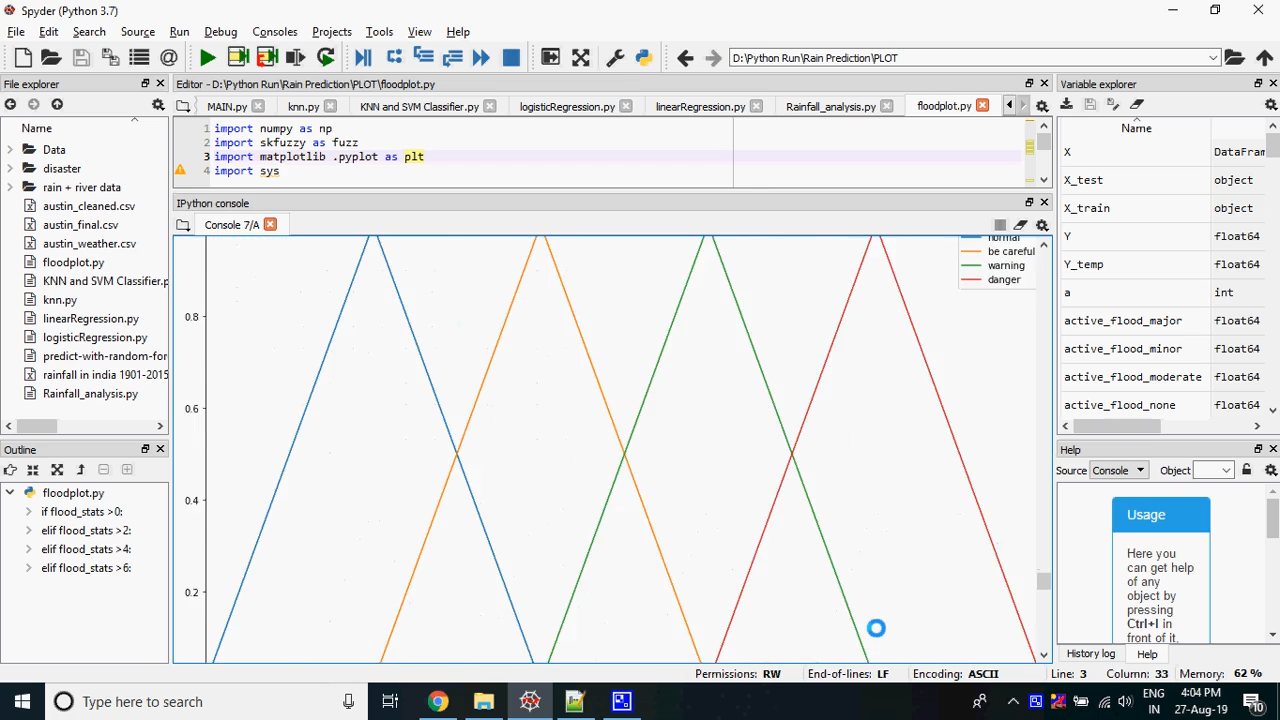 Spyder (Python 3.7)
File Edit Search Source Run Debug Consoles Projects Tools View Help
D:\Python Run\Rain Prediction\PLOT
File explorer
Name
Data
disaster
rain + river data
austin_cleaned.csv
austin_final.csv
austin_weather.csv
floodplot.py
KNN and SVM Classifier.p
knn.py
linearRegression.py
logisticRegression.py
predict-with-random-for
rainfall in india 1901-2015
Rainfall_analysis.py
Outline
floodplot.py
if flood_stats >0:
elif flood_stats >2:
elif flood_stats >4:
elif flood_stats >6:
Editor - D:\Python Run\Rain Prediction\PLOT\floodplot.py
MAIN.py knn.py KNN and SVM Classifier.py logisticRegression.py linearRegression.py Rainfall_analysis.py floodplot.py
1 import numpy as np
2 import skfuzzy as fuzz
3 import matplotlib .pyplot as plt
4 import sys
IPython console
Console 7/A
normal
be careful
warning
danger
0.8
0.6
0.4
0.2
Variable explorer
Name
X DataFram
X_test object
X_train object
Y float64
Y_temp float64
a int
active_flood_major float64
active_flood_minor float64
active_flood_moderate float64
active_flood_none float64
Help
Source Console Object
Usage
Here you
can get help
of any
object by
pressing
Ctrl+I in
front of it,
History log Help
Permissions: RW End-of-lines: LF Encoding: ASCII Line: 3 Column: 33 Memory: 62 %
Type here to search
ENG
IN
4:04 PM
27-Aug-19
10